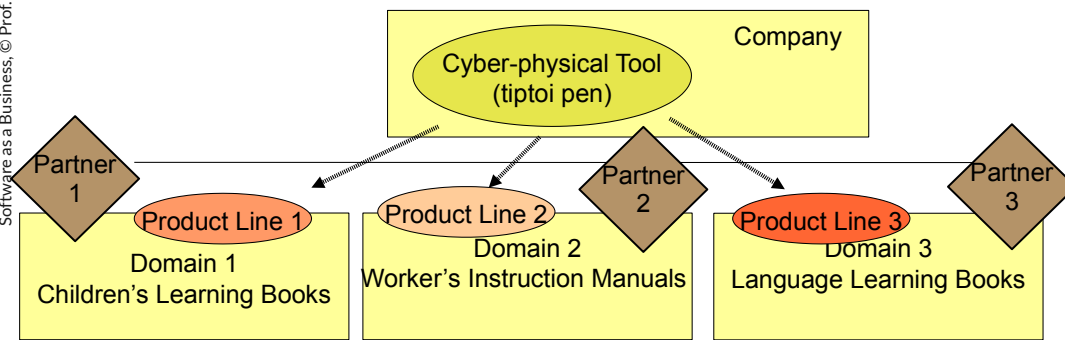 Software as a Business, © Prof.
Company
Cyber-physical Tool
(tiptoi pen)
Partner
1
Partner
2
Partner
3
Product Line 1
Product Line 2
Product Line 3
Domain 1
Children's Learning Books
Domain 2
Worker's Instruction Manuals
Domain 3
Language Learning Books